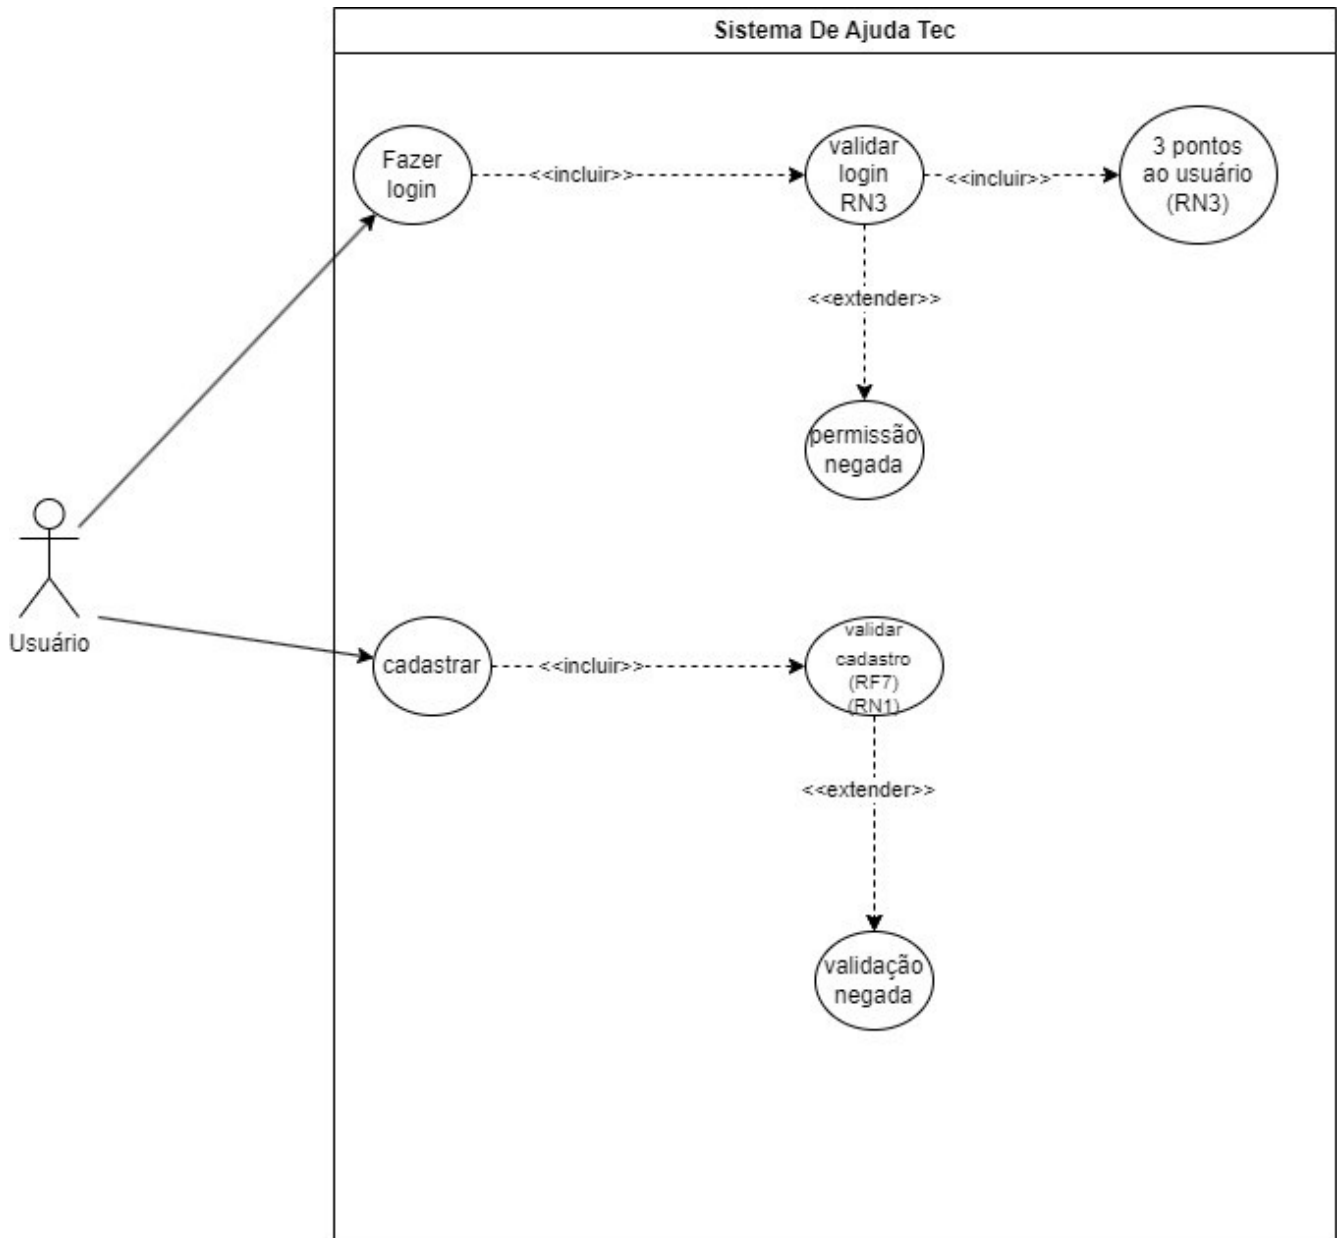 Sistema De Ajuda Tec
Fazer
login
<<incluir>>
validar
login
RN3
<<incluir>>
3 pontos
ao usuário
(RN3)
<<extender>>
permissão
negada
Usuário
cadastrar
<<incluir>>
validar
cadastro
(RF7)
(RN1)
<<extender>>
validação
negada